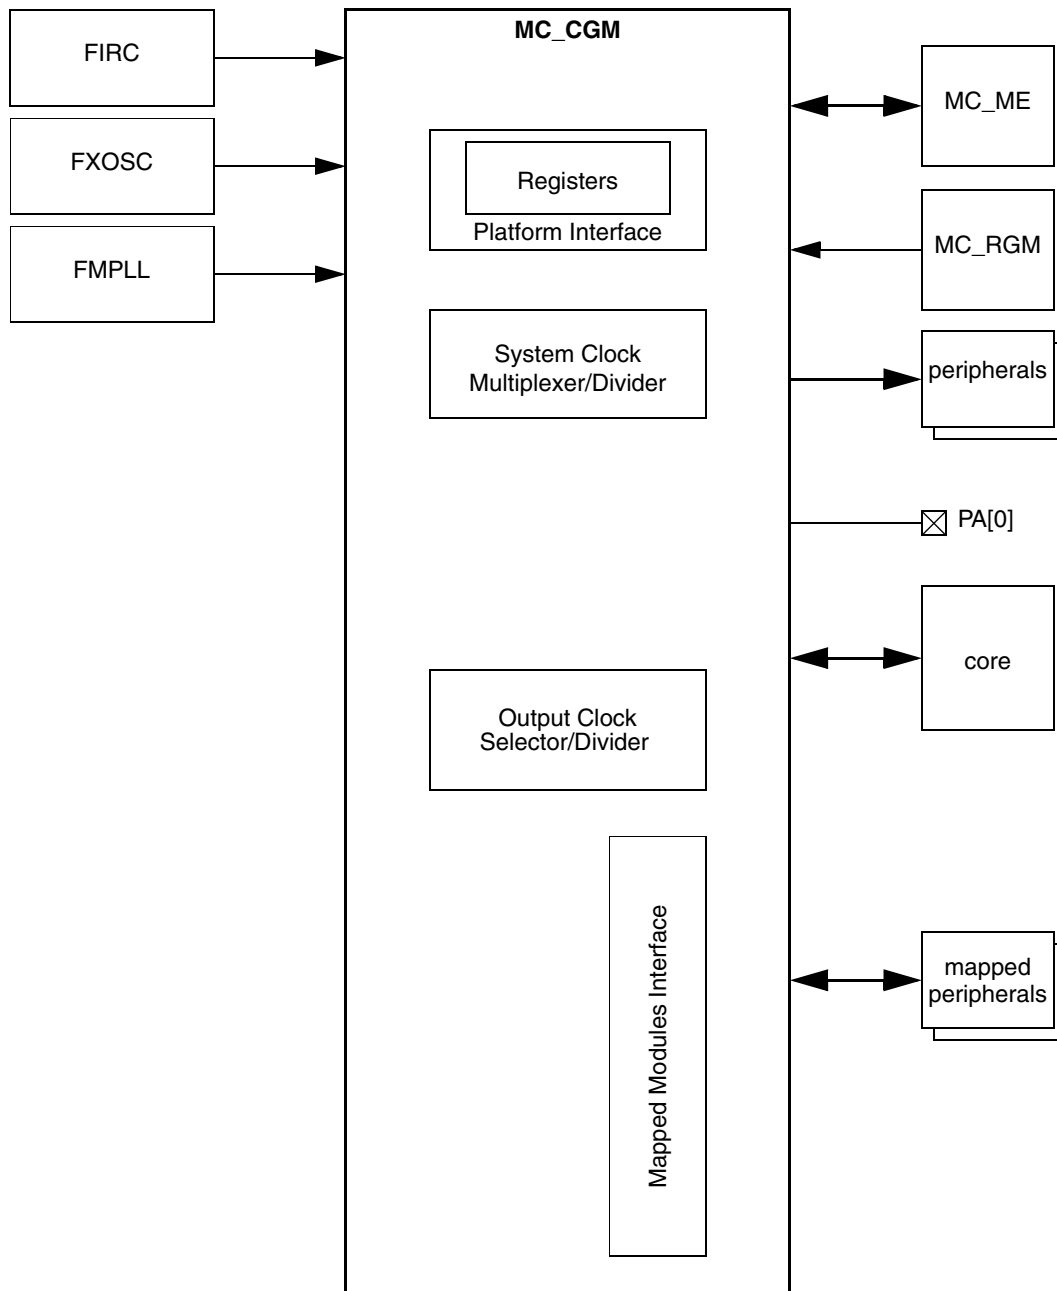 MC_CGM
FIRC
FXOSC
FMPLL
Registers
Platform Interface
System Clock
Multiplexer/Divider
Output Clock
Selector/Divider
Mapped Modules Interface
MC_ME
MC_RGM
peripherals
PA[0]
core
mapped
peripherals